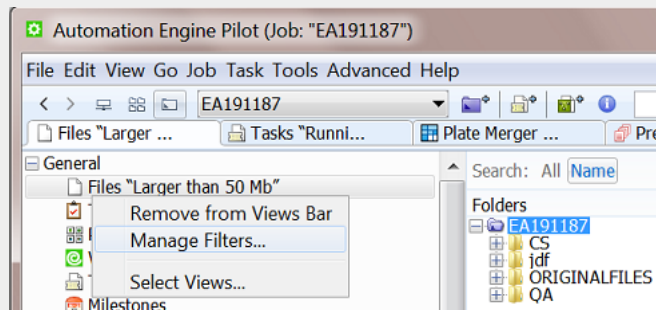 Automation Engine Pilot (Job: "EA191187")
File Edit View Go Job Task Tools Advanced Help
EA191187
Files “Larger ...
Tasks “Runni...
Plate Merger ...
Pre
General
Search: All Name
Files “Larger than 50 Mb”
Folders
Remove from Views Bar
EA191187
Manage Filters...
CS
jdf
Select Views...
ORIGINALFILES
Milestones
QA